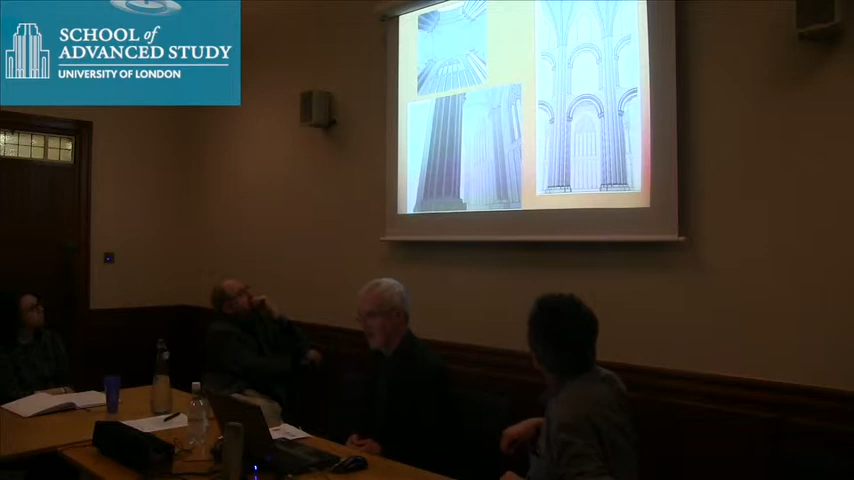 SCHOOL of
ADVANCED STUDY
UNIVERSITY OF LONDON